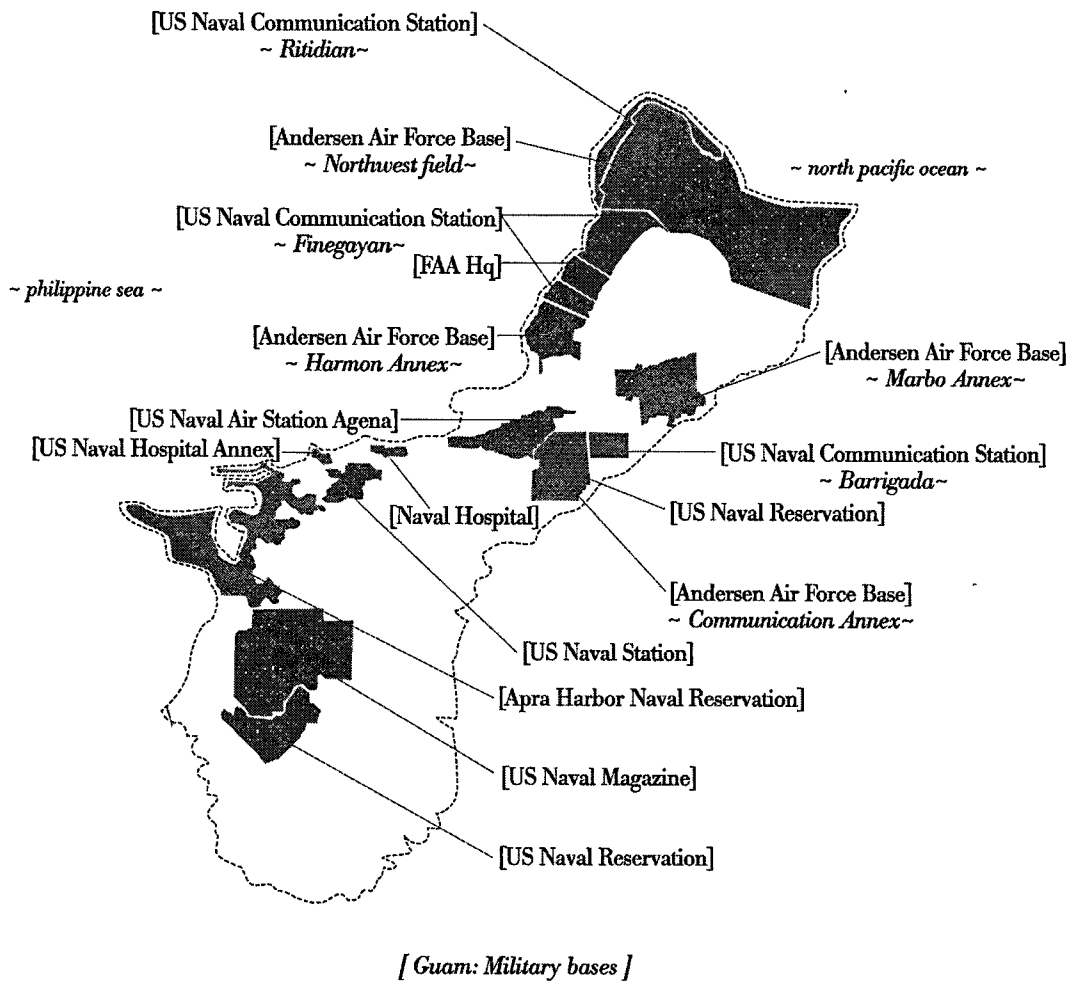 [US Naval Communication Station]
~ Ritidian~
[Andersen Air Force Base]
~ Northwest field~
~ north pacific ocean ~
[US Naval Communication Station]
~ Finegayan~
[FAA Hq]
~ philippine sea ~
[Andersen Air Force Base]
~ Harmon Annex~
[Andersen Air Force Base]
~ Marbo Annex~
[US Naval Air Station Agena]
[US Naval Hospital Annex]
[US Naval Communication Station]
~ Barrigada~
[Naval Hospital]
[US Naval Reservation]
[Andersen Air Force Base]
~ Communication Annex~
[US Naval Station]
[Apra Harbor Naval Reservation]
[US Naval Magazine]
[US Naval Reservation]
[ Guam: Military bases ]